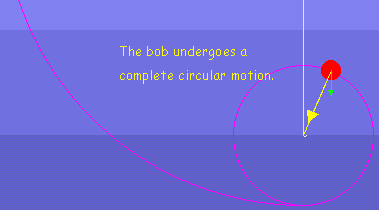 The bob undergoes a
complete circular motion.